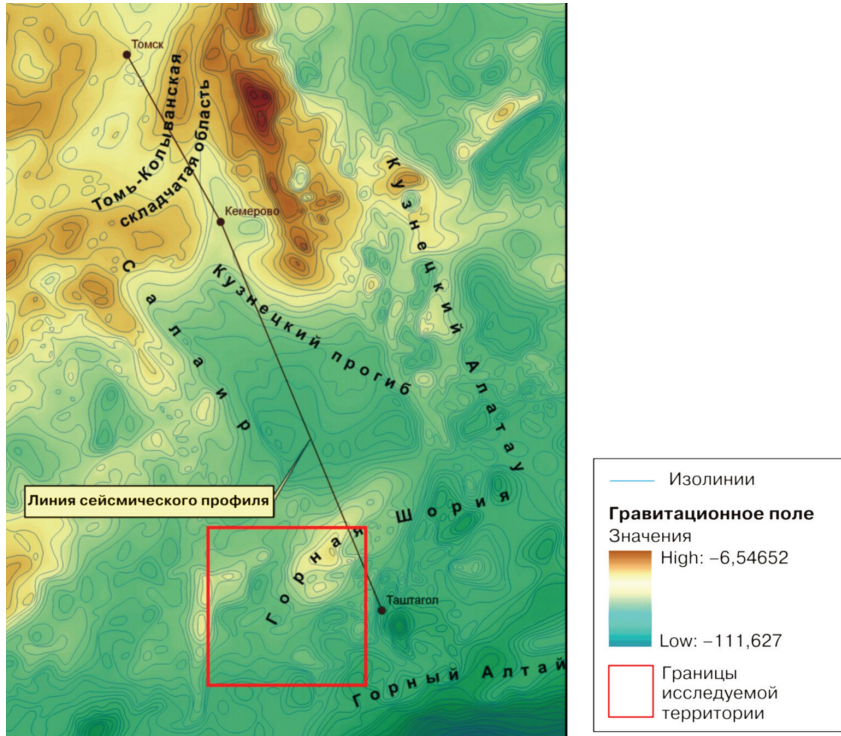 Томск
Томь-Колыванская
складчатая область
Кемерово
Кузнецкий Алатау
Салаир
Кузнецкий прогиб
Линия сейсмического профиля
Горная Шория
Таштагол
Горный Алтай
Изолинии
Гравитационное поле
Значения
High: –6,54652
Low: –111,627
Границы
исследуемой
территории